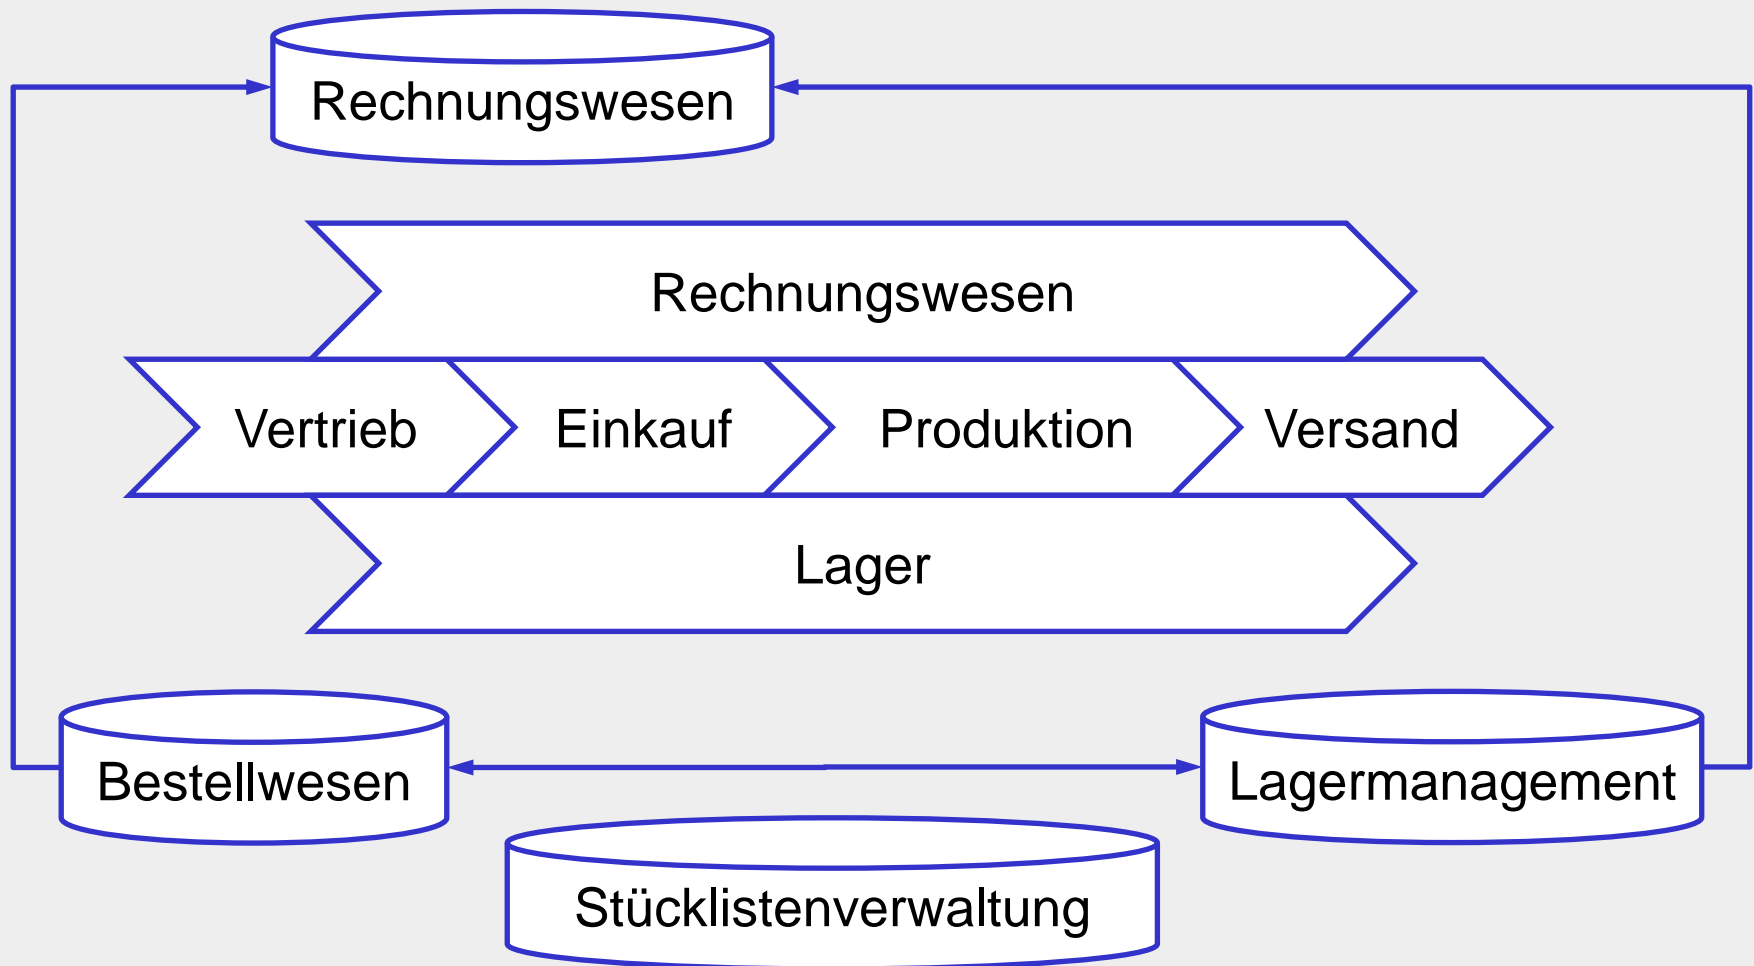 Rechnungswesen
Rechnungswesen
Vertrieb
Einkauf
Produktion
Versand
Lager
Bestellwesen
Lagermanagement
Stücklistenverwaltung